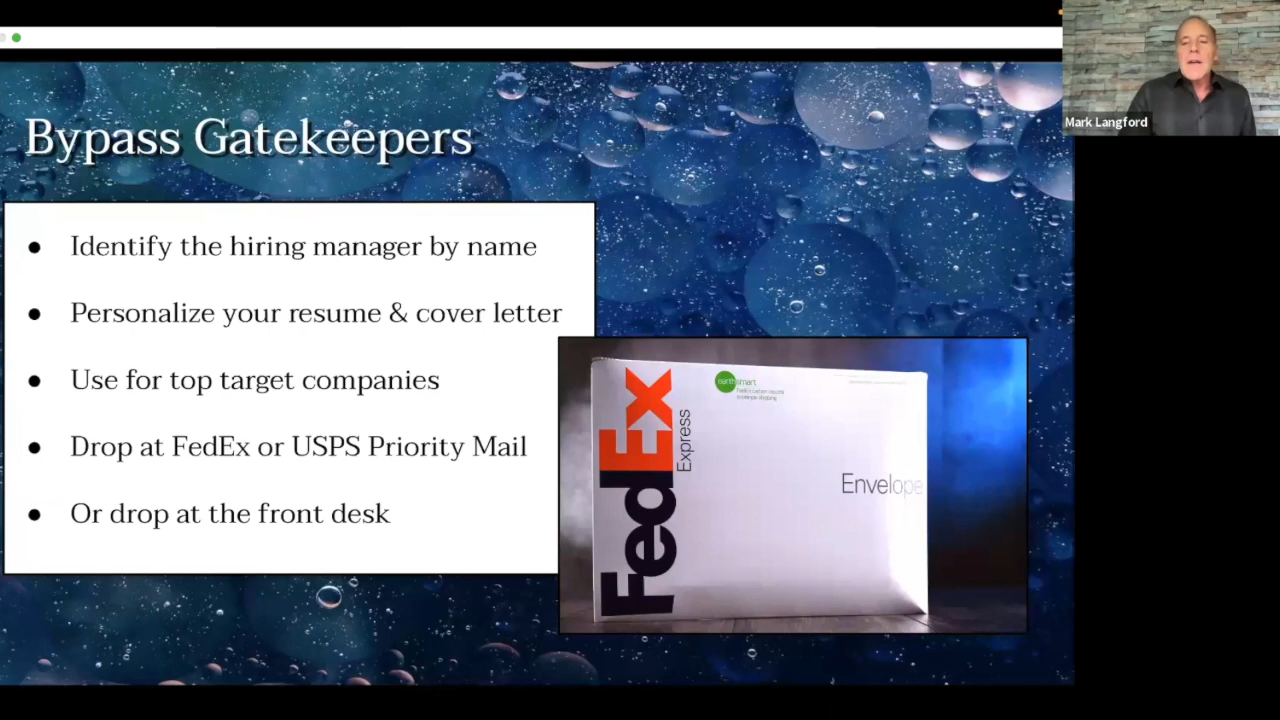 Bypass Gatekeepers
Mark Langford
● Identify the hiring manager by name
● Personalize your resume & cover letter
● Use for top target companies
● Drop at FedEx or USPS Priority Mail
● Or drop at the front desk
FedEx
Express
earthsmart
Envelope